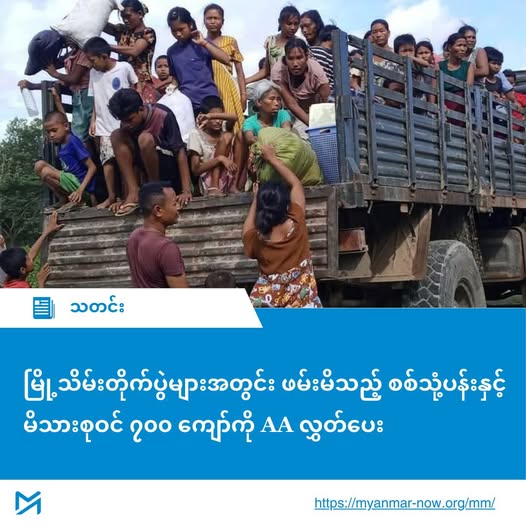 သတင်း
မြို့သိမ်းတိုက်ပွဲများအတွင်း ဖမ်းမိသည့် စစ်သုံ့ပန်းနှင့်
မိသားစုဝင် ၇၀၀ ကျော်ကို AA လွှတ်ပေး
https://myanmar-now.org/mm/